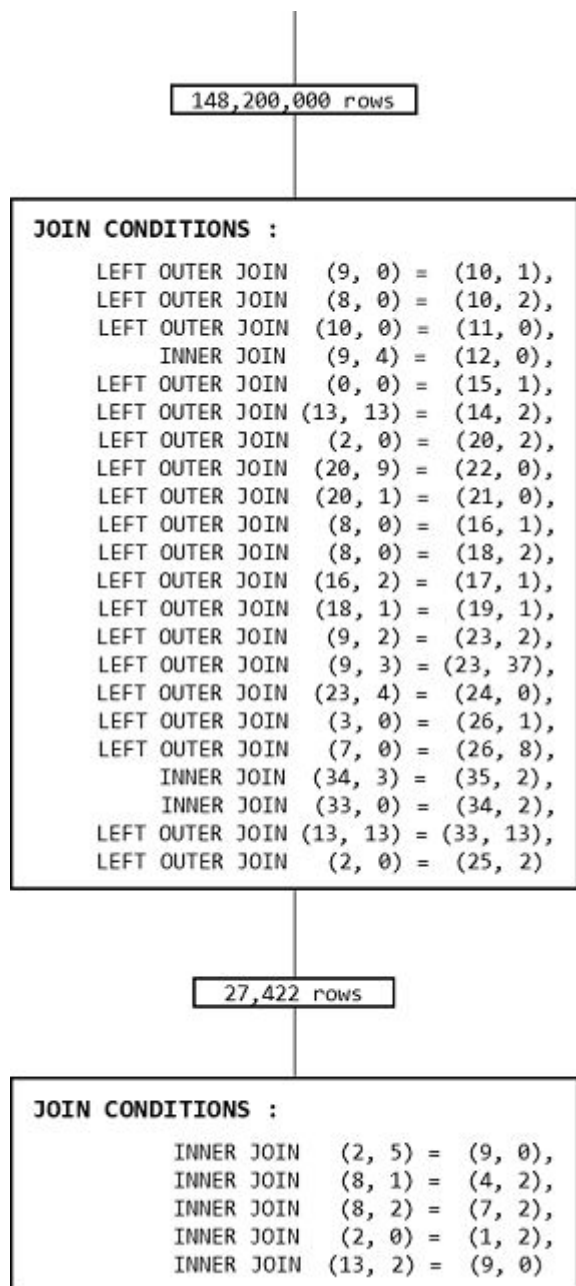 148,200,000 rows
JOIN CONDITIONS :
LEFT OUTER JOIN (9, 0) = (10, 1),
LEFT OUTER JOIN (8, 0) = (10, 2),
LEFT OUTER JOIN (10, 0) = (11, 0),
INNER JOIN (9, 4) = (12, 0),
LEFT OUTER JOIN (0, 0) = (15, 1),
LEFT OUTER JOIN (13, 13) = (14, 2),
LEFT OUTER JOIN (2, 0) = (20, 2),
LEFT OUTER JOIN (20, 9) = (22, 0),
LEFT OUTER JOIN (20, 1) = (21, 0),
LEFT OUTER JOIN (8, 0) = (16, 1),
LEFT OUTER JOIN (8, 0) = (18, 2),
LEFT OUTER JOIN (16, 2) = (17, 1),
LEFT OUTER JOIN (18, 1) = (19, 1),
LEFT OUTER JOIN (9, 2) = (23, 2),
LEFT OUTER JOIN (9, 3) = (23, 37),
LEFT OUTER JOIN (23, 4) = (24, 0),
LEFT OUTER JOIN (3, 0) = (26, 1),
LEFT OUTER JOIN (7, 0) = (26, 8),
INNER JOIN (34, 3) = (35, 2),
INNER JOIN (33, 0) = (34, 2),
LEFT OUTER JOIN (13, 13) = (33, 13),
LEFT OUTER JOIN (2, 0) = (25, 2)
27,422 rows
JOIN CONDITIONS :
INNER JOIN (2, 5) = (9, 0),
INNER JOIN (8, 1) = (4, 2),
INNER JOIN (8, 2) = (7, 2),
INNER JOIN (2, 0) = (1, 2),
INNER JOIN (13, 2) = (9, 0)